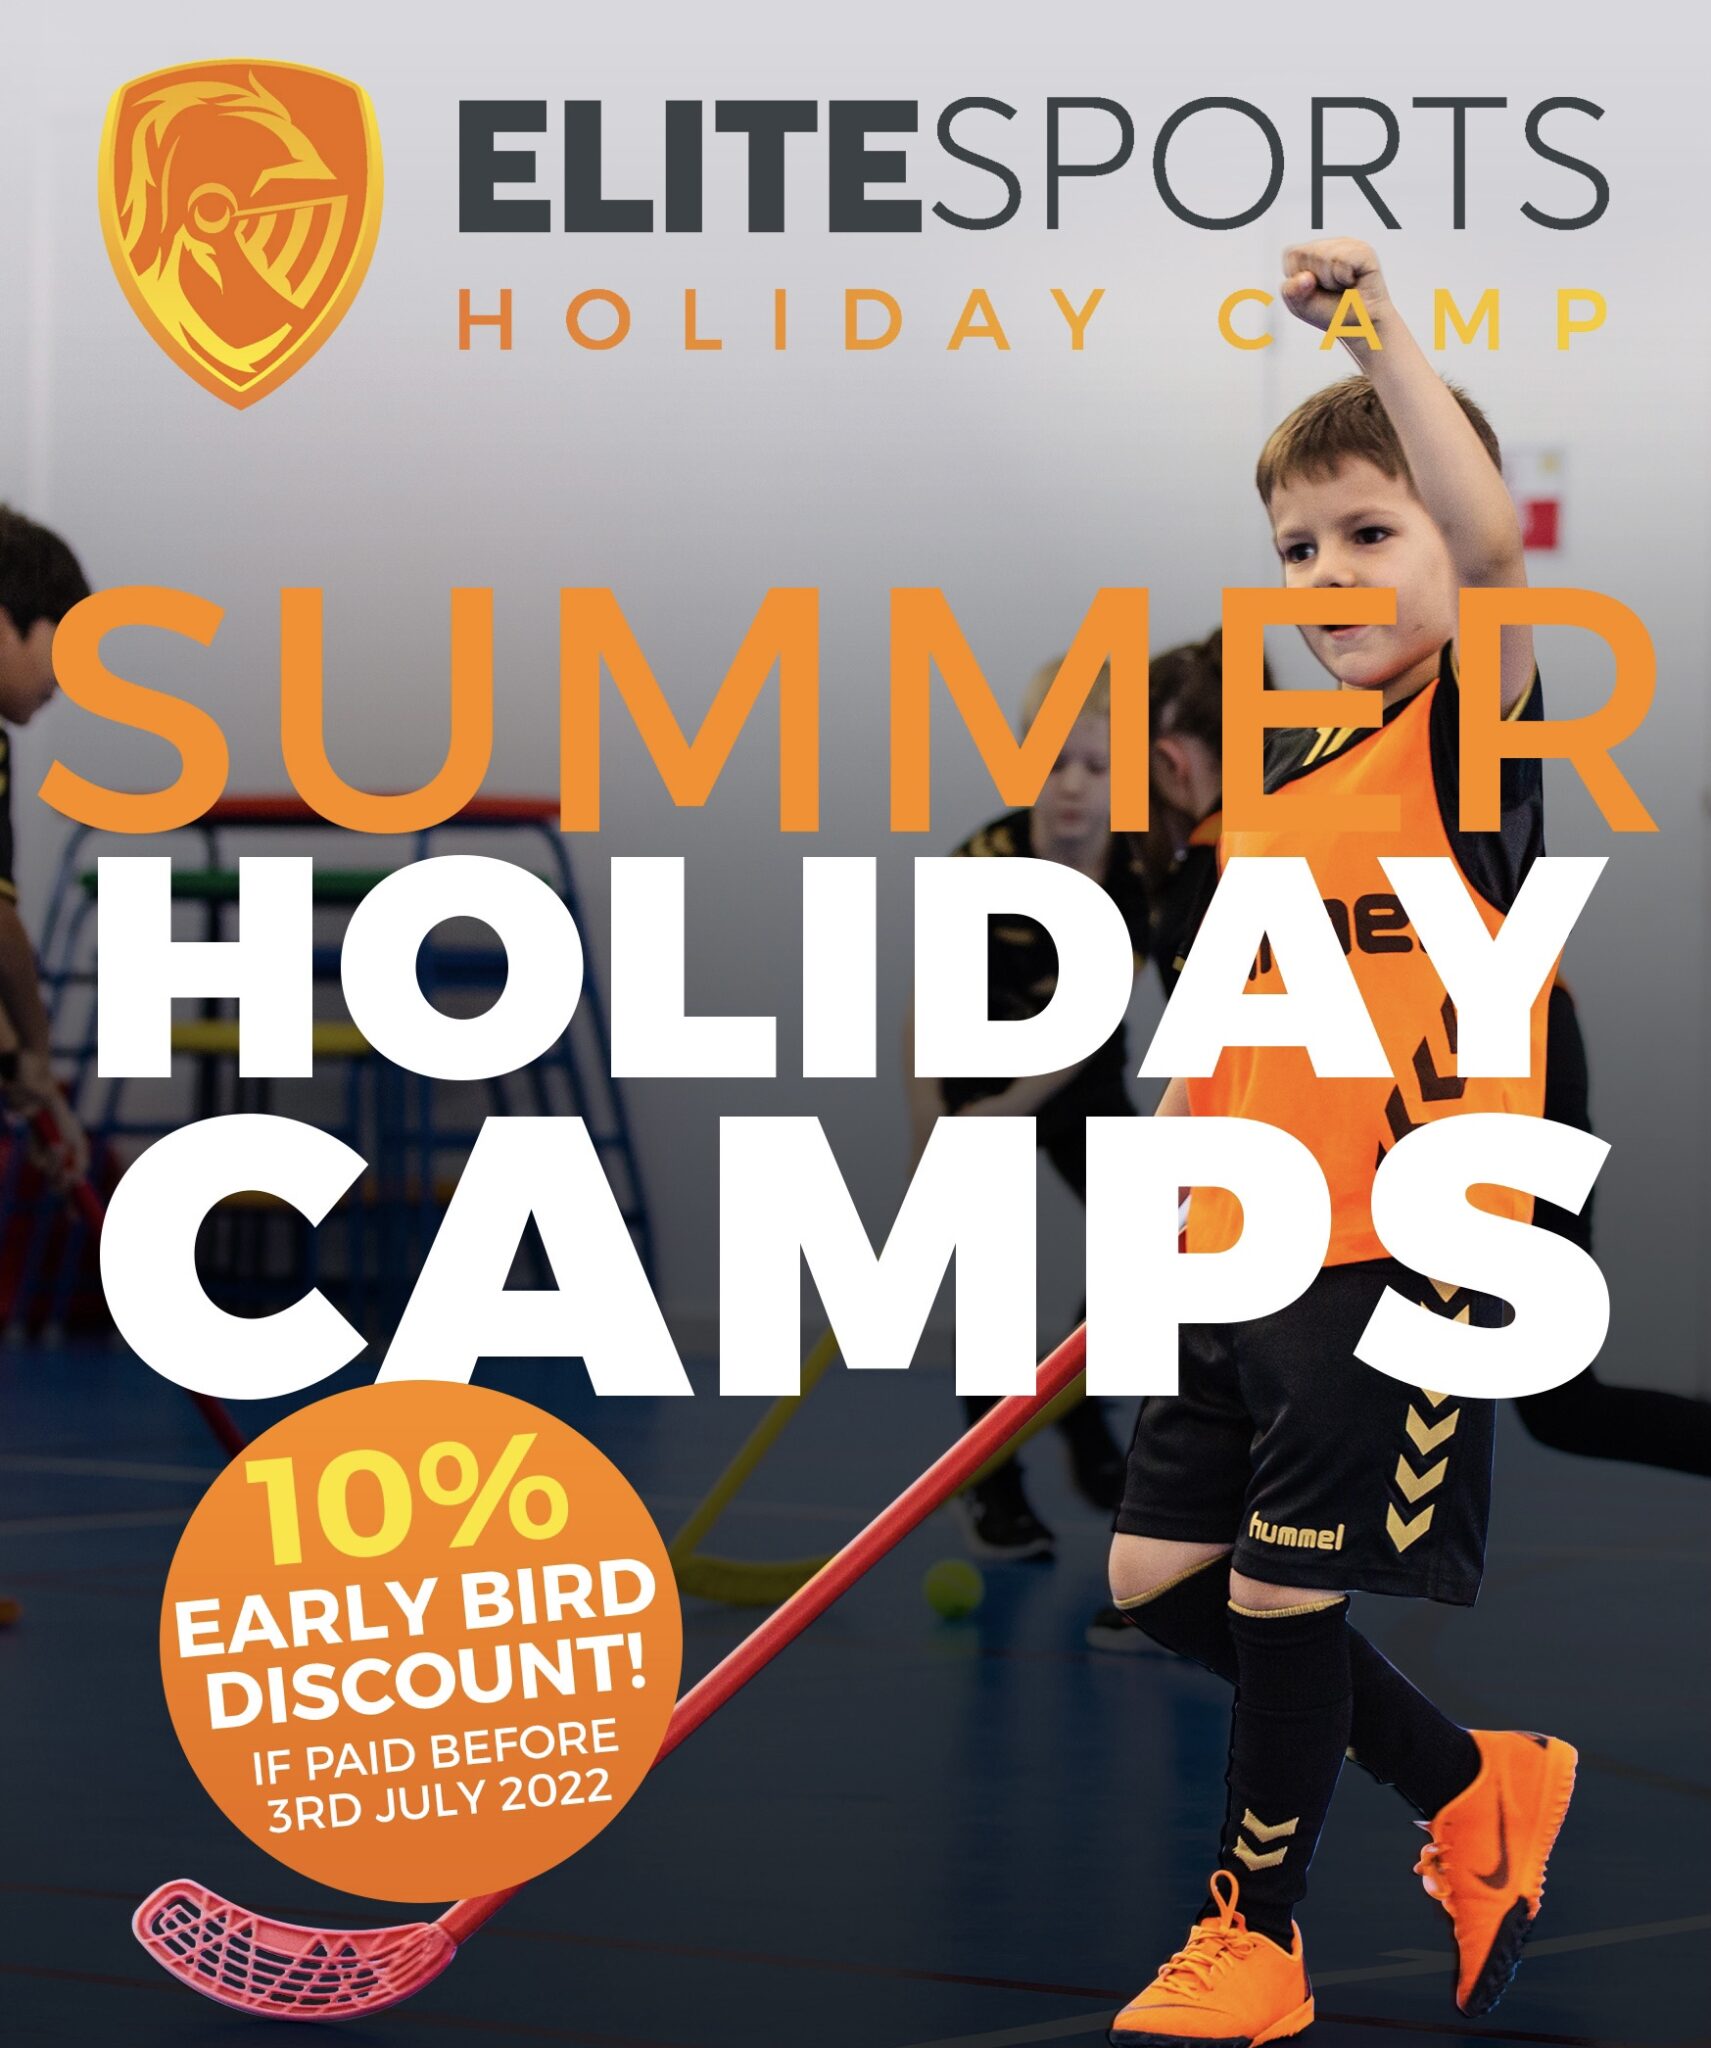 ELITESPORTS
HOLIDAY CAMP
SUMMER
HOLIDAY
CAMPS
10%
EARLY BIRD
DISCOUNT!
IF PAID BEFORE
3RD JULY 2022
hummel